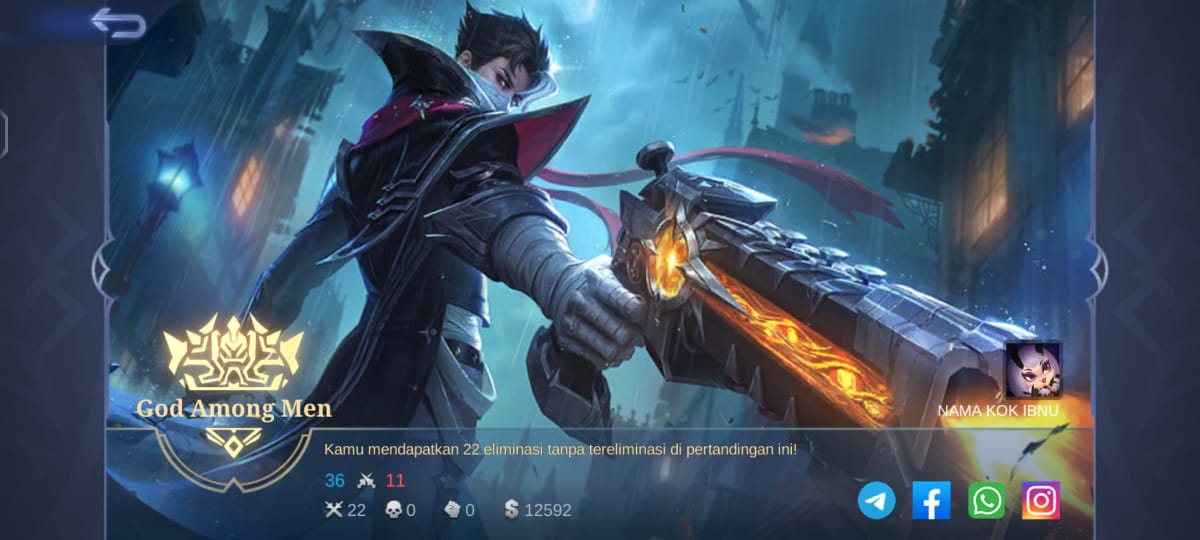 God Among Men
NAMA KOK IBNU
Kamu mendapatkan 22 eliminasi tanpa tereliminasi di pertandingan ini!
36 11
22 0 0 12592